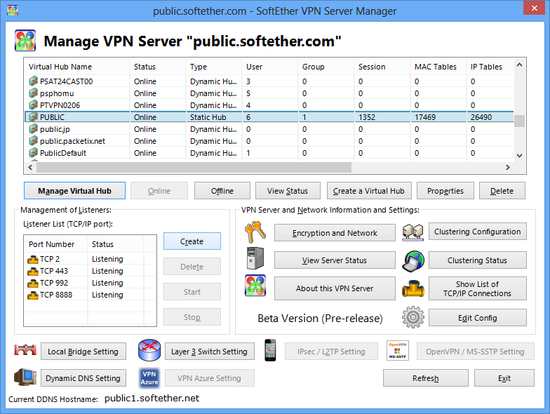 public.softether.com - SoftEther VPN Server Manager
Manage VPN Server "public.softether.com"
Virtual Hub Name Status Type User Group Session MAC Tables IP Tables
PSAT24CAST00 Online Dynamic Hu... 3 0 0 0 0
psphomu Online Dynamic Hu... 2 0 0 0 0
PTVPN0206 Online Dynamic Hu... 4 0 0 0 0
PUBLIC Online Static Hub 6 1 1352 17469 26490
public.jp Online Dynamic Hu... 0 0 0 0 0
public.packetix.net Online Dynamic Hu... 0 0 0 0 0
PublicDefault Online Dynamic Hu... 1 0 0 0 0
Manage Virtual Hub Online Offline View Status Create a Virtual Hub Properties Delete
Management of Listeners:
Listener List (TCP/IP port):
Port Number Status
TCP 2 Listening
TCP 443 Listening
TCP 992 Listening
TCP 8888 Listening
Create
Delete
Start
Stop
VPN Server and Network Information and Settings:
Encryption and Network
Clustering Configuration
View Server Status
Clustering Status
About this VPN Server
Show List of
TCP/IP Connections
Beta Version (Pre-release)
Edit Config
Local Bridge Setting
Layer 3 Switch Setting
IPsec / L2TP Setting
OpenVPN
MS-SSTP
OpenVPN / MS-SSTP Setting
Dynamic DNS Setting
VPN
Azure
VPN Azure Setting
Refresh
Exit
Current DDNS Hostname: public1.softether.net